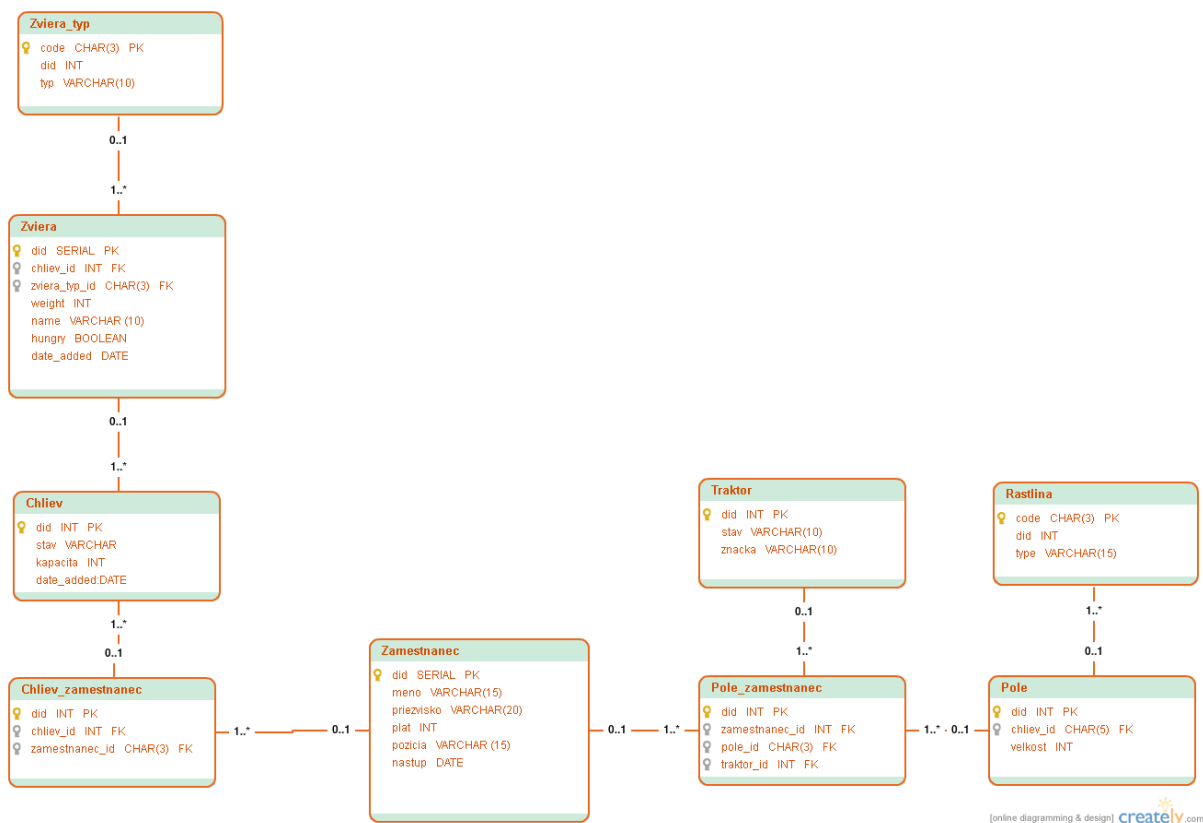 Zviera_typ
code CHAR(3) PK
did INT
typ VARCHAR(10)
0..1
1..*
Zviera
did SERIAL PK
chliev_id INT FK
zviera_typ_id CHAR(3) FK
weight INT
name VARCHAR (10)
hungry BOOLEAN
date_added DATE
0..1
1..*
Chliev
did INT PK
stav VARCHAR
kapacita INT
date_added:DATE
1..*
0..1
Chliev_zamestnanec
did INT PK
chliev_id INT FK
zamestnanec_id CHAR(3) FK
1..*
0..1
Zamestnanec
did SERIAL PK
meno VARCHAR(15)
priezvisko VARCHAR(20)
plat INT
pozicia VARCHAR (15)
nastup DATE
0..1
1..*
Traktor
did INT PK
stav VARCHAR(10)
znacka VARCHAR(10)
0..1
1..*
Pole_zamestnanec
did INT PK
zamestnanec_id INT FK
pole_id CHAR(3) FK
traktor_id INT FK
1..*
0..1
Rastlina
code CHAR(3) PK
did INT
type VARCHAR(15)
1..*
0..1
Pole
did INT PK
chliev_id CHAR(5) FK
velkost INT
[online diagramming & design] creately.com